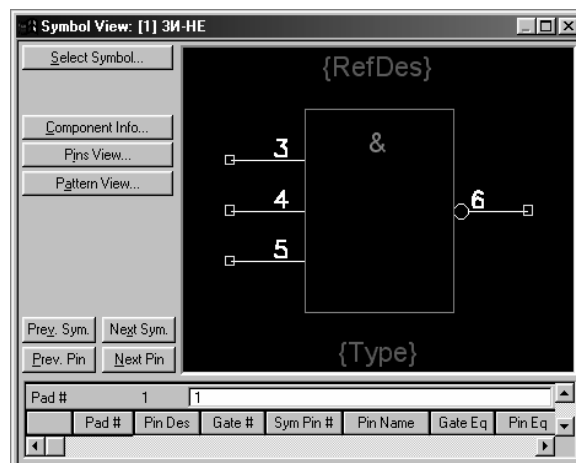 Symbol View: [1] 3И-НЕ
Select Symbol...
{RefDes}
Component Info...
Pins View...
Pattern View...
&
3
4
5
6
Prev. Sym. Next Sym.
Prev. Pin Next Pin
{Type}
Pad # 1 1
Pad # Pin Des Gate # Sym Pin # Pin Name Gate Eq Pin Eq